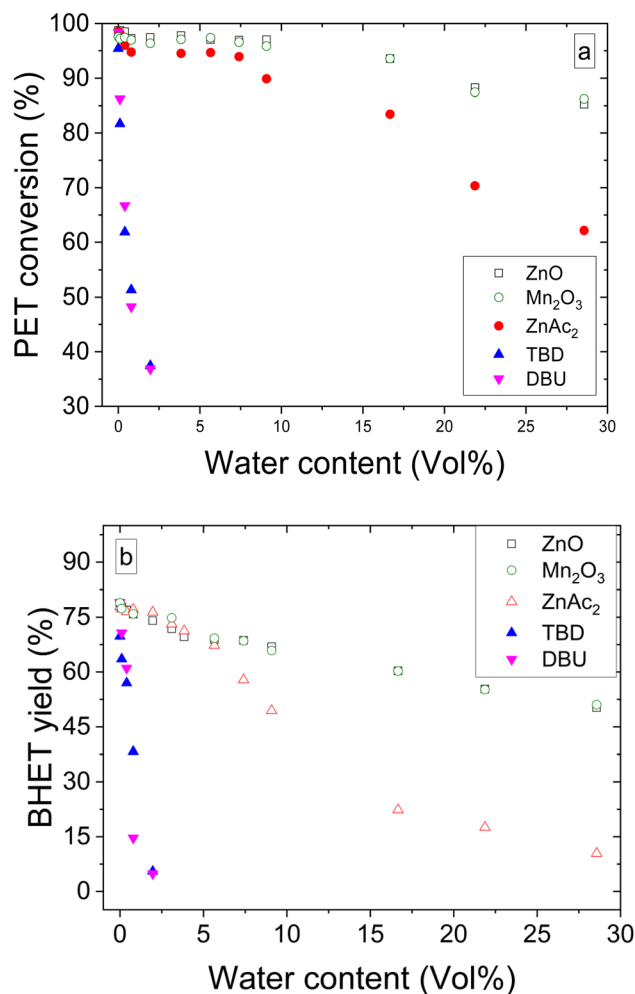 a
PET conversion (%)
100
90
80
70
60
50
40
30
ZnO
Mn₂O₃
ZnAc₂
TBD
DBU
0 5 10 15 20 25 30
Water content (Vol%)
b
BHET yield (%)
90
75
60
45
30
15
0
ZnO
Mn₂O₃
ZnAc₂
TBD
DBU
0 5 10 15 20 25 30
Water content (Vol%)